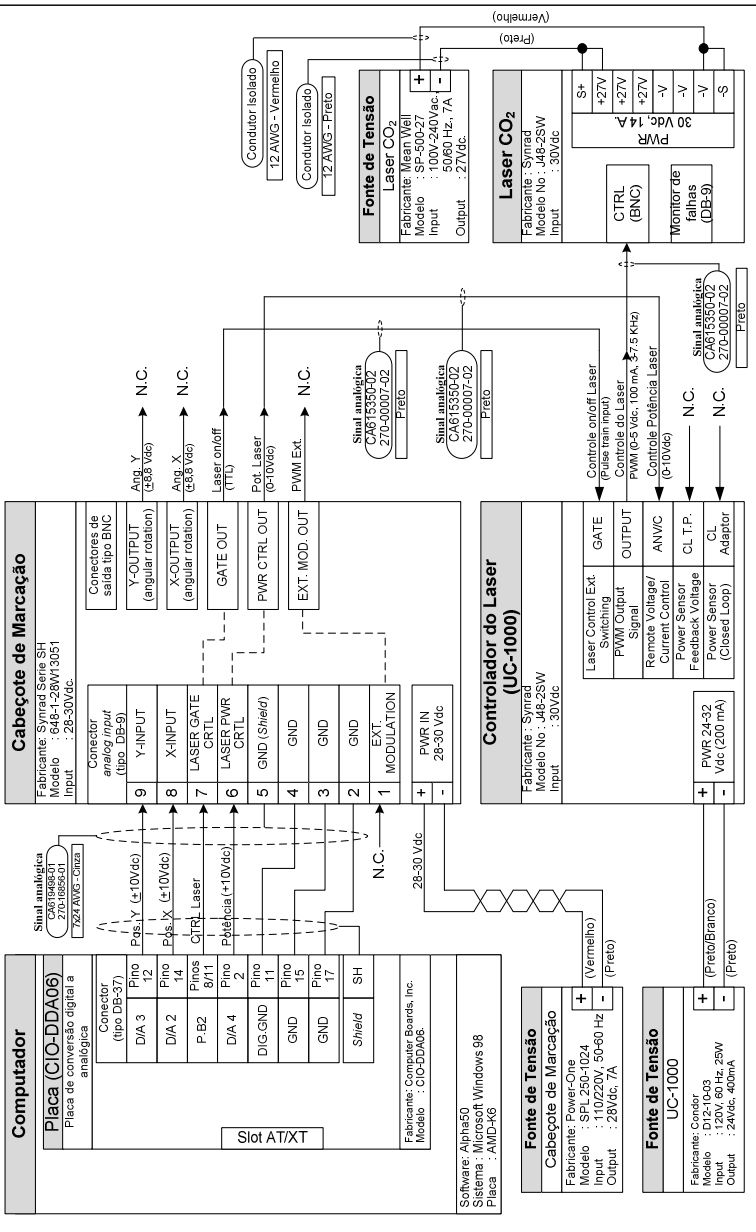 Computador
Placa (CIO-DDA06)
Placa de conversão digital a
analógica
Conector
(tipo DB-37)
D/A 3
Pino
12
D/A 2
Pino
14
P.B2
Pinos
8/11
D/A 4
Pino
2
DIG.GND
Pino
11
GND
Pino
15
GND
Pino
17
Shield
SH
Slot AT/XT
Fabricante: Computer Boards, Inc.
Modelo : CIO-DDA06.
Software: Alpha50
Sistema : Microsoft Windows 98
Placa : AMD-K6
Sinal analógica
CA619498-01
270-16856-01
7x24 AWG - Cinza
Pos. Y (±10Vdc)
Pos. X (±10Vdc)
CTRL Laser
Potência (+10Vdc)
N.C.
Cabeçote de Marcação
Fabricante: Synrad Serie SH
Modelo : 648-1-28W13051
Input : 28-30Vdc.
Conector
analog input
(tipo DB-9)
9
Y-INPUT
8
X-INPUT
7
LASER GATE
CRTL
6
LASER PWR
CRTL
5
GND (Shield)
4
GND
3
GND
2
GND
1
EXT.
MODULATION
+
-
PWR IN
28-30 Vdc
Conectores de
saída tipo BNC
Y-OUTPUT
(angular rotation)
X-OUTPUT
(angular rotation)
GATE OUT
PWR CTRL OUT
EXT. MOD. OUT
Ang. Y
(±8,8 Vdc)
N.C.
Ang. X
(±8,8 Vdc)
N.C.
Laser on/off
(TTL)
Pot. Laser
(0-10Vdc)
PWM Ext.
N.C.
Sinal analógica
CA615350-02
270-00007-02
Preto
Sinal analógica
CA615350-02
270-00007-02
Preto
Condutor Isolado
12 AWG - Vermelho
Condutor Isolado
12 AWG - Preto
Fonte de Tensão
Laser CO2
Fabricante: Mean Well
Modelo : SP-500-27
Input : 100V-240Vac.
50/60 Hz., 7A
Output : 27Vdc.
+
-
(Preto)
(Vermelho)
Laser CO2
Fabricante : Synrad
Modelo No : J48-2SW
Input : 30Vdc
CTRL
(BNC)
Monitor de
falhas
(DB-9)
PWR
30 Vdc, 14 A.
S+
+27V
+27V
+27V
-V
-V
-V
-S
Sinal analógica
CA615350-02
270-00007-02
Preto
28-30 Vdc
Fonte de Tensão
Cabeçote de Marcação
Fabricante: Power-One
Modelo : SPL 250-1024
Input : 110/220V, 50-60 Hz
Output : 28Vdc, 7A
+
-
(Vermelho)
(Preto)
Fonte de Tensão
UC-1000
Fabricante: Condor
Modelo : D12-10-03
Input : 120V, 60 Hz, 25W
Output : 24Vdc, 400mA
+
-
(Preto/Branco)
(Preto)
Controlador do Laser
(UC-1000)
Fabricante : Synrad
Modelo No : J48-2SW
Input : 30Vdc
+
-
PWR 24-32
Vdc (200 mA)
Laser Control Ext.
Switching
GATE
PWM Output
Signal
OUTPUT
Remote Voltage/
Current Control
ANV/C
Power Sensor
Feedback Voltage
CL T.P.
Power Sensor
(Closed Loop)
CL
Adaptor
Controle on/off Laser
(Pulse train input)
Controle do Laser
PWM (0-5 Vdc, 100 mA, 3-7.5 KHz)
Controle Potência Laser
(0-10Vdc)
N.C.
N.C.